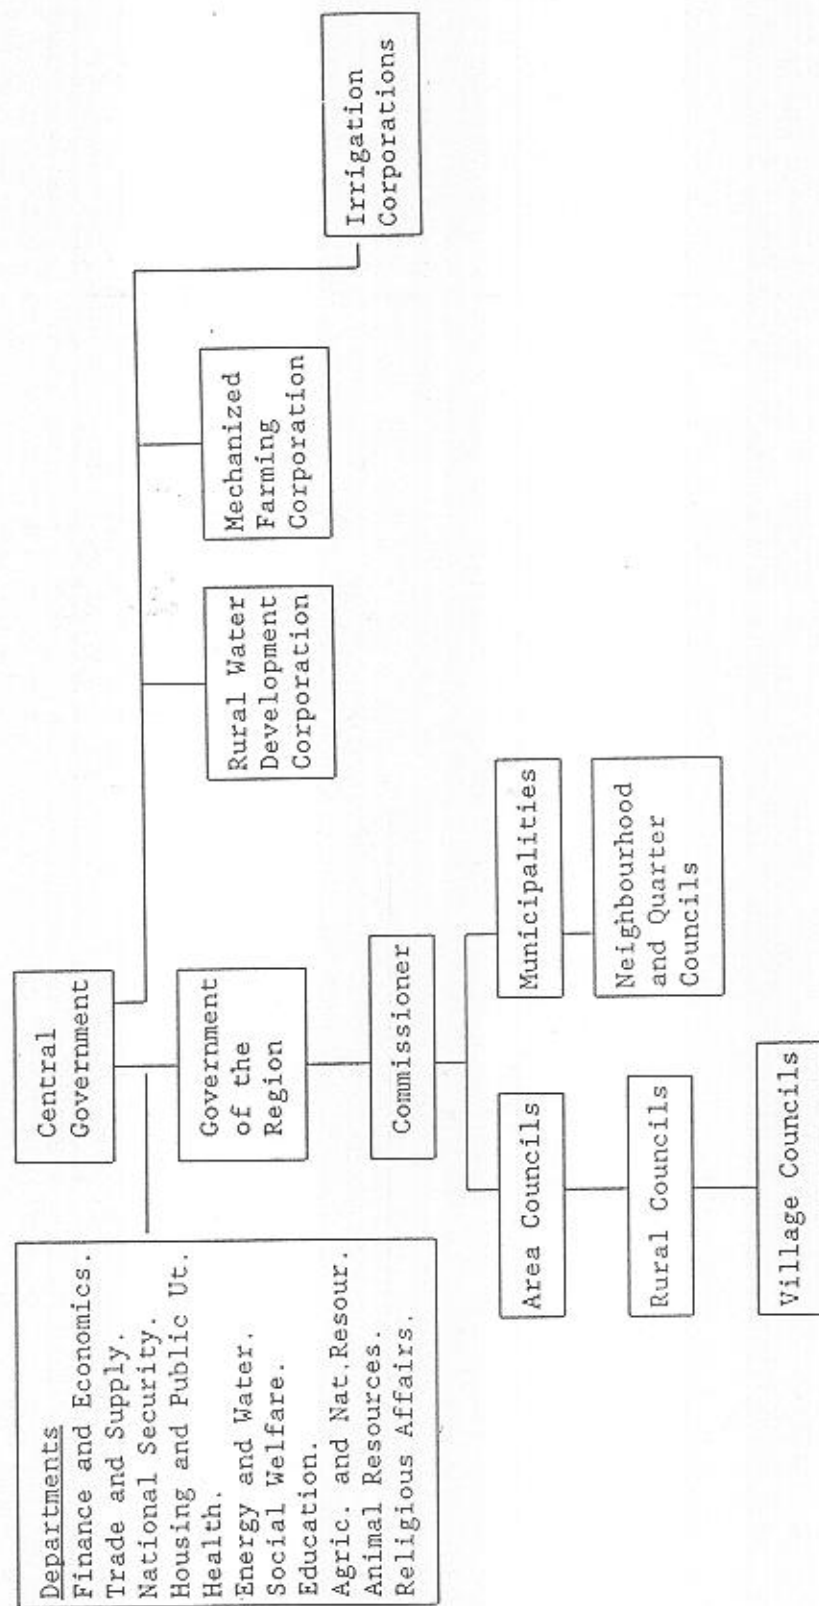 Central
Government
Departments
Finance and Economics.
Trade and Supply.
National Security.
Housing and Public Ut.
Health.
Energy and Water.
Social Welfare.
Education.
Agric. and Nat.Resour.
Animal Resources.
Religious Affairs.
Government
of the
Region
Rural Water
Development
Corporation
Mechanized
Farming
Corporation
Irrigation
Corporations
Commissioner
Area Councils
Municipalities
Rural Councils
Neighbourhood
and Quarter
Councils
Village Councils